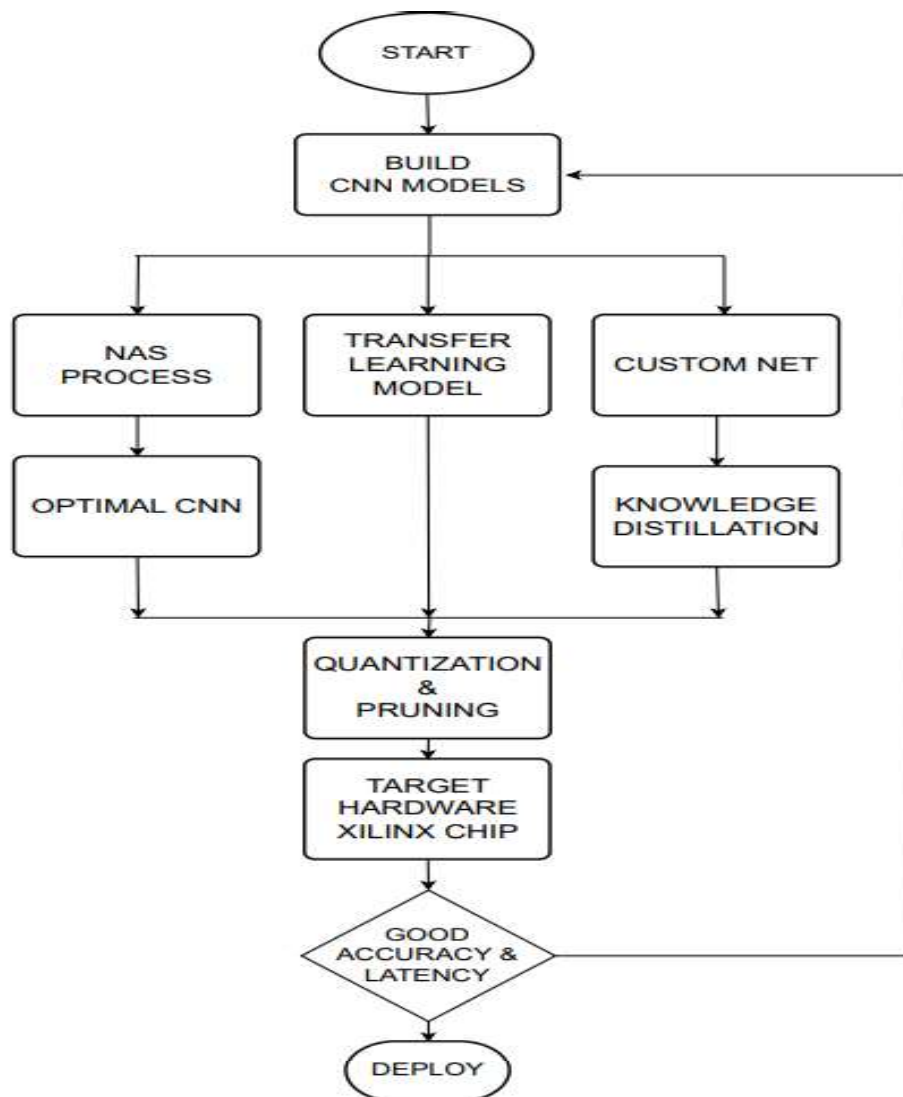 START
BUILD
CNN MODELS
NAS
PROCESS
TRANSFER
LEARNING
MODEL
CUSTOM NET
OPTIMAL CNN
KNOWLEDGE
DISTILLATION
QUANTIZATION
&
PRUNING
TARGET
HARDWARE
XILINX CHIP
GOOD
ACCURACY &
LATENCY
DEPLOY